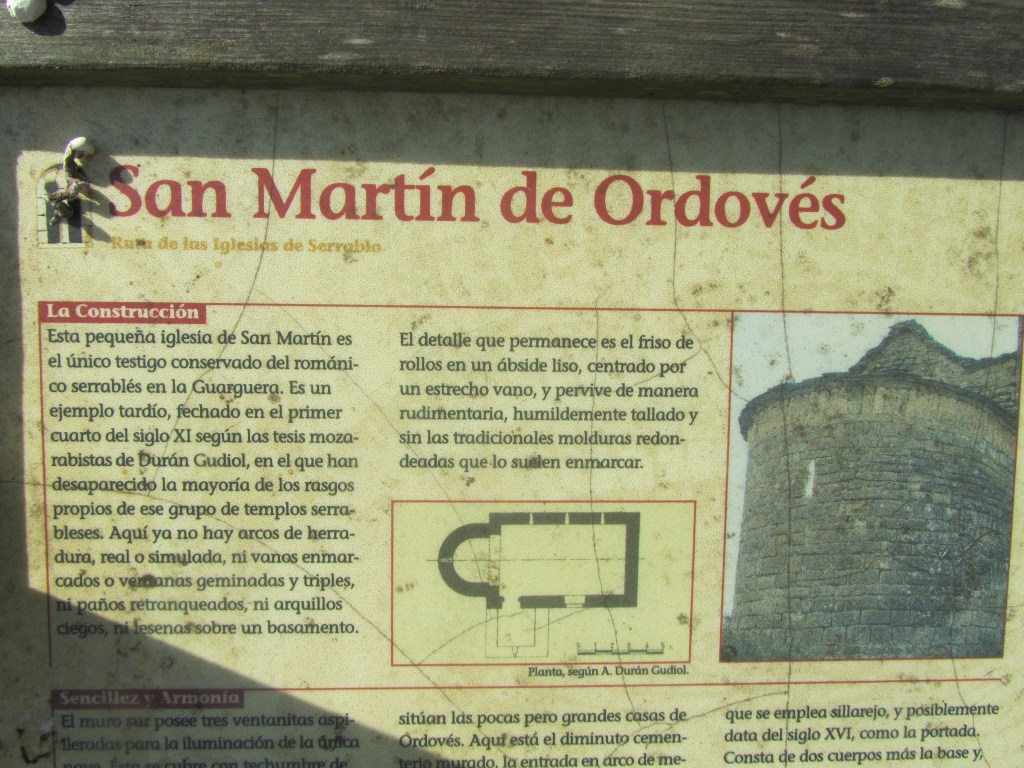 San Martín de Ordovés
Ruta de las Iglesias de Serrablo
La Construcción
Esta pequeña iglesia de San Martín es
el único testigo conservado del románi-
co serrablés en la Guarguera. Es un
ejemplo tardío, fechado en el primer
cuarto del siglo XI según las tesis moza-
rabistas de Durán Gudiol, en el que han
desaparecido la mayoría de los rasgos
propios de ese grupo de templos serra-
bleses. Aquí ya no hay arcos de herra-
dura, real o simulada, ni vanos enmar-
cados o ventanas geminadas y triples,
ni paños retranqueados, ni arquillos
ciegos, ni lesenas sobre un basamento.
El detalle que permanece es el friso de
rollos en un ábside liso, centrado por
un estrecho vano, y pervive de manera
rudimentaria, humildemente tallado y
sin las tradicionales molduras redon-
deadas que lo suelen enmarcar.
Planta, según A. Durán Gudiol.
Sencillez y Armonía
El muro sur posee tres ventanitas aspi-
lleradas para la iluminación de la única
nave. Ésta se cubre con techumbre de
sitúan las pocas pero grandes casas de
Ordovés. Aquí está el diminuto cemen-
terio murado, la entrada en arco de me-
que se emplea sillarejo, y posiblemente
data del siglo XVI, como la portada.
Consta de dos cuerpos más la base y,